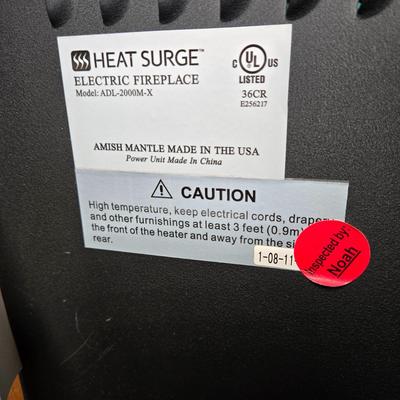 HEAT SURGE™
ELECTRIC FIREPLACE
Model: ADL-2000M-X
C UL US
LISTED
36CR
E256217
AMISH MANTLE MADE IN THE USA
Power Unit Made In China
CAUTION
High temperature, keep electrical cords, drapery
and other furnishings at least 3 feet (0.9m)
the front of the heater and away from the
rear.
1-08-11
Inspected by:
Noah